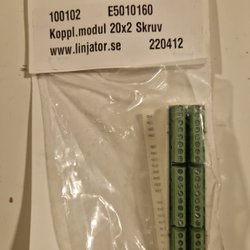 100102 E5010160
Koppl.modul 20x2 Skruv
www.linjator.se 220412